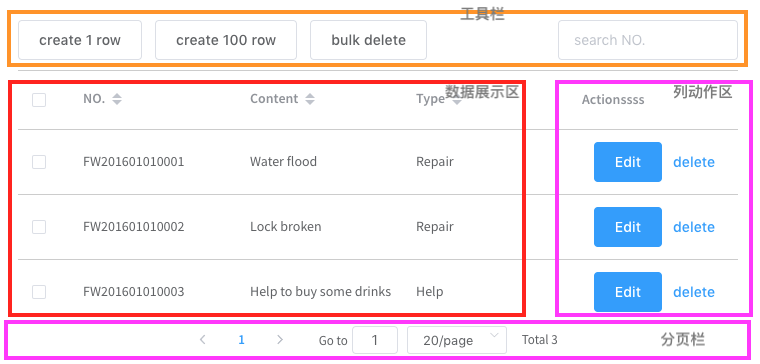 工具栏
create 1 row create 100 row bulk delete search NO.
数据展示区 列动作区
NO. Content Type Actionssss
FW201601010001 Water flood Repair Edit delete
FW201601010002 Lock broken Repair Edit delete
FW201601010003 Help to buy some drinks Help Edit delete
1 Go to 1 20/page Total 3 分页栏